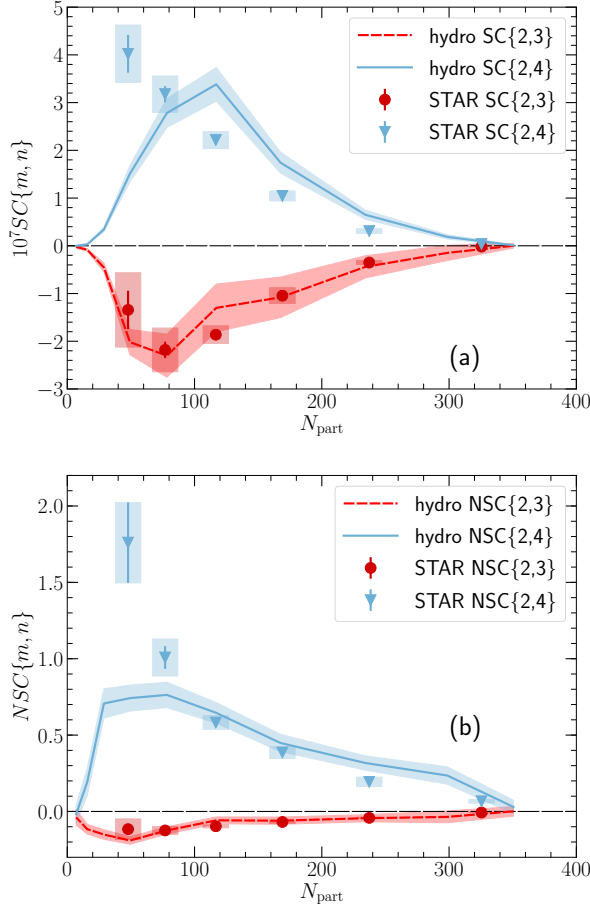 5
4
3
2
1
0
−1
−2
−3
10⁷SC{m, n}
hydro SC{2,3}
hydro SC{2,4}
STAR SC{2,3}
STAR SC{2,4}
(a)
0 100 200 300 400
N_part
2.0
1.5
1.0
0.5
0.0
NSC{m, n}
hydro NSC{2,3}
hydro NSC{2,4}
STAR NSC{2,3}
STAR NSC{2,4}
(b)
0 100 200 300 400
N_part